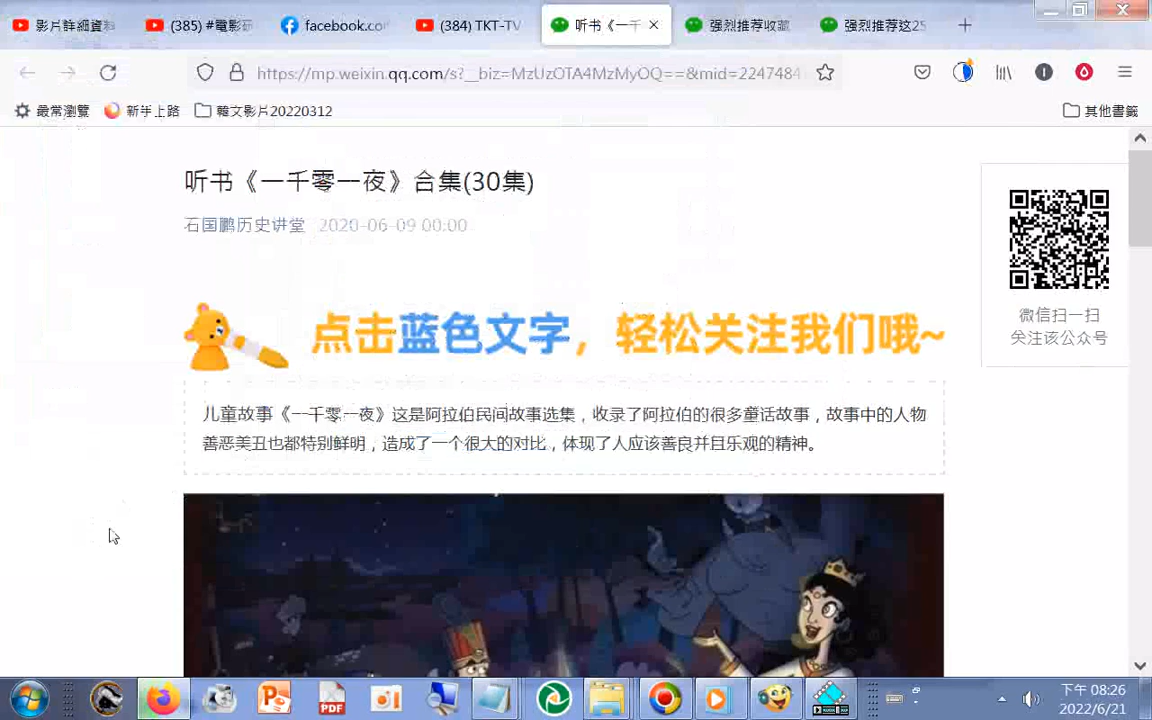 影片詳細資料
(385) #電影研
facebook.com
(384) TKT-TV
听书《一千
强烈推荐收藏
强烈推荐这25
https://mp.weixin.qq.com/s?__biz=MzUzOTA4MzMyOQ==&mid=2247484
最常瀏覽
新手上路
韓文影片20220312
其他書籤
听书《一千零一夜》合集(30集)
石国鹏历史讲堂 2020-06-09 00:00
点击蓝色文字，轻松关注我们哦~
微信扫一扫
关注该公众号
儿童故事《一千零一夜》这是阿拉伯民间故事选集，收录了阿拉伯的很多童话故事，故事中的人物
善恶美丑也都特别鲜明，造成了一个很大的对比，体现了人应该善良并且乐观的精神。
PDF
下午 08:26
2022/6/21